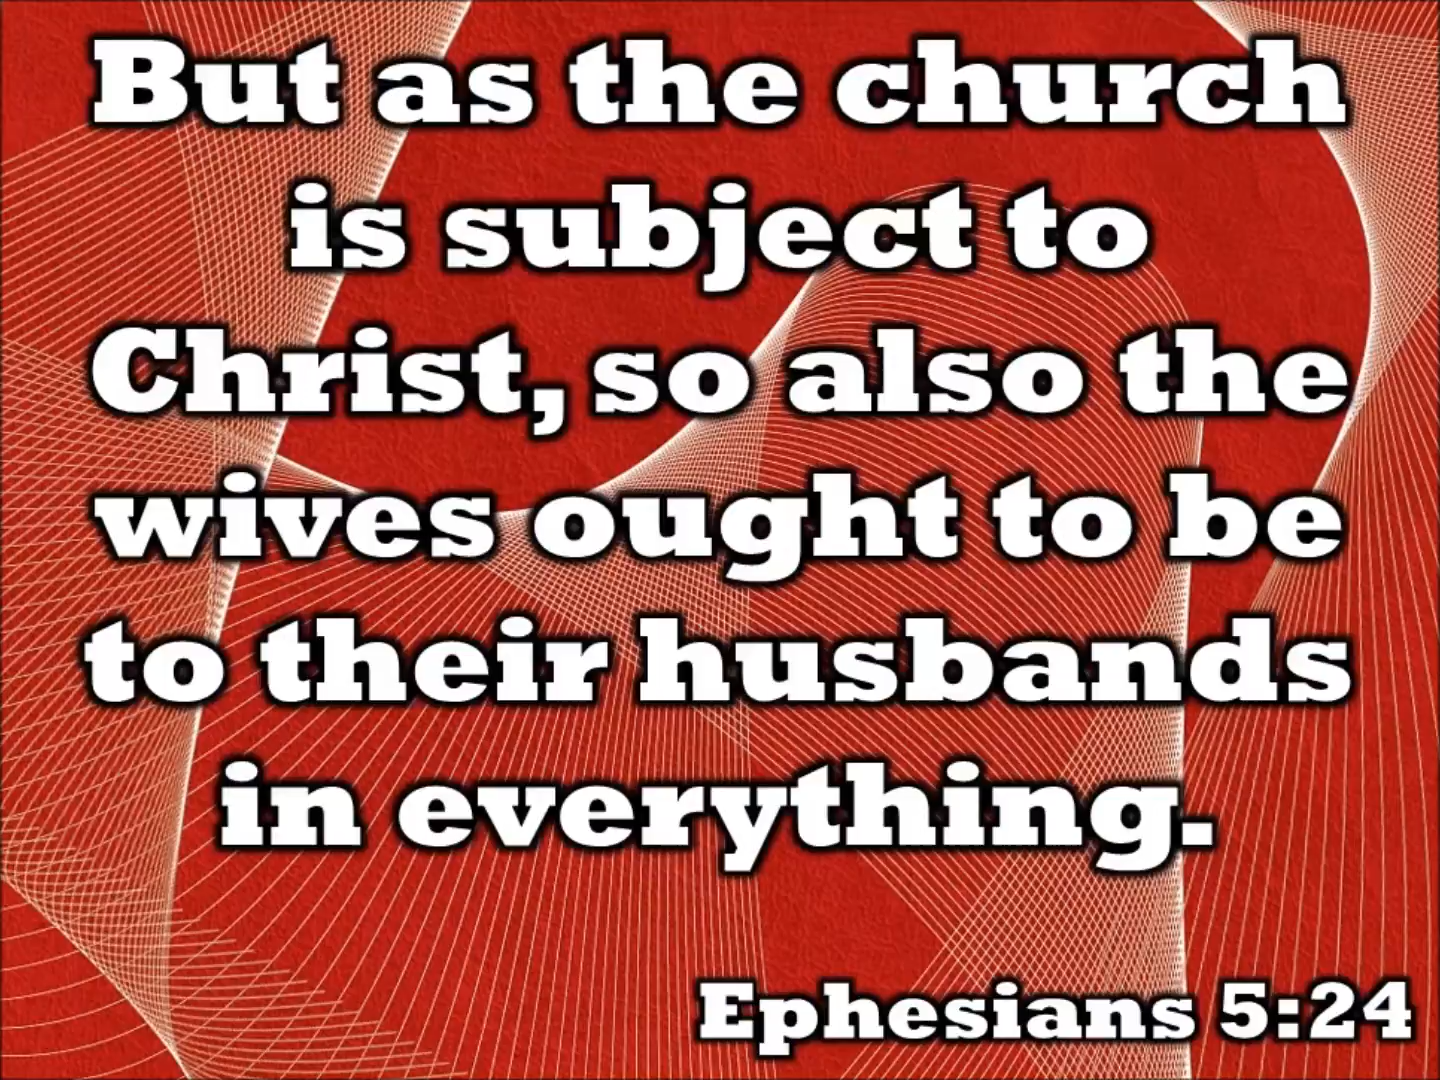 But as the church
is subject to
Christ, so also the
wives ought to be
to their husbands
in everything.
Ephesians 5:24